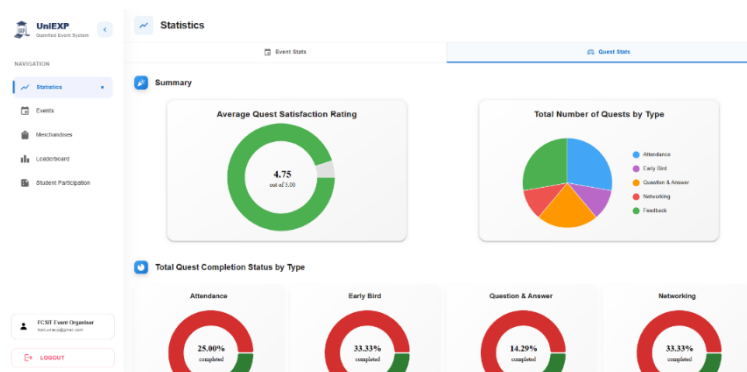 UniEXP
Gamified Event System
NAVIGATION
Statistics
Events
Merchandises
Leaderboard
Student Participation
FCSIT Event Organiser
LOGOUT
Statistics
Event Stats
Quest Stats
Summary
Average Quest Satisfaction Rating
4.75
out of 5.00
Total Number of Quests by Type
Attendance
Early Bird
Question & Answer
Networking
Feedback
Total Quest Completion Status by Type
Attendance
25.00%
completed
Early Bird
33.33%
completed
Question & Answer
14.29%
completed
Networking
33.33%
completed